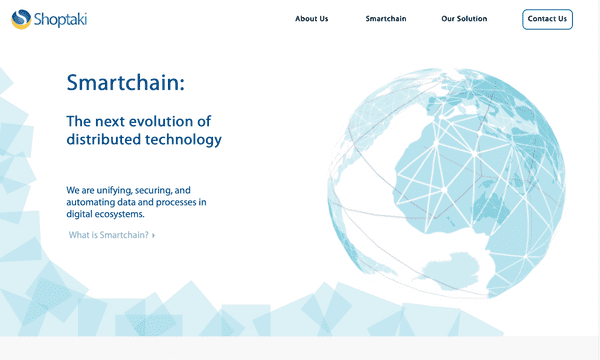 Shoptaki
About Us
Smartchain
Our Solution
Contact Us
Smartchain:
The next evolution of
distributed technology
We are unifying, securing, and
automating data and processes in
digital ecosystems.
What is Smartchain? ›